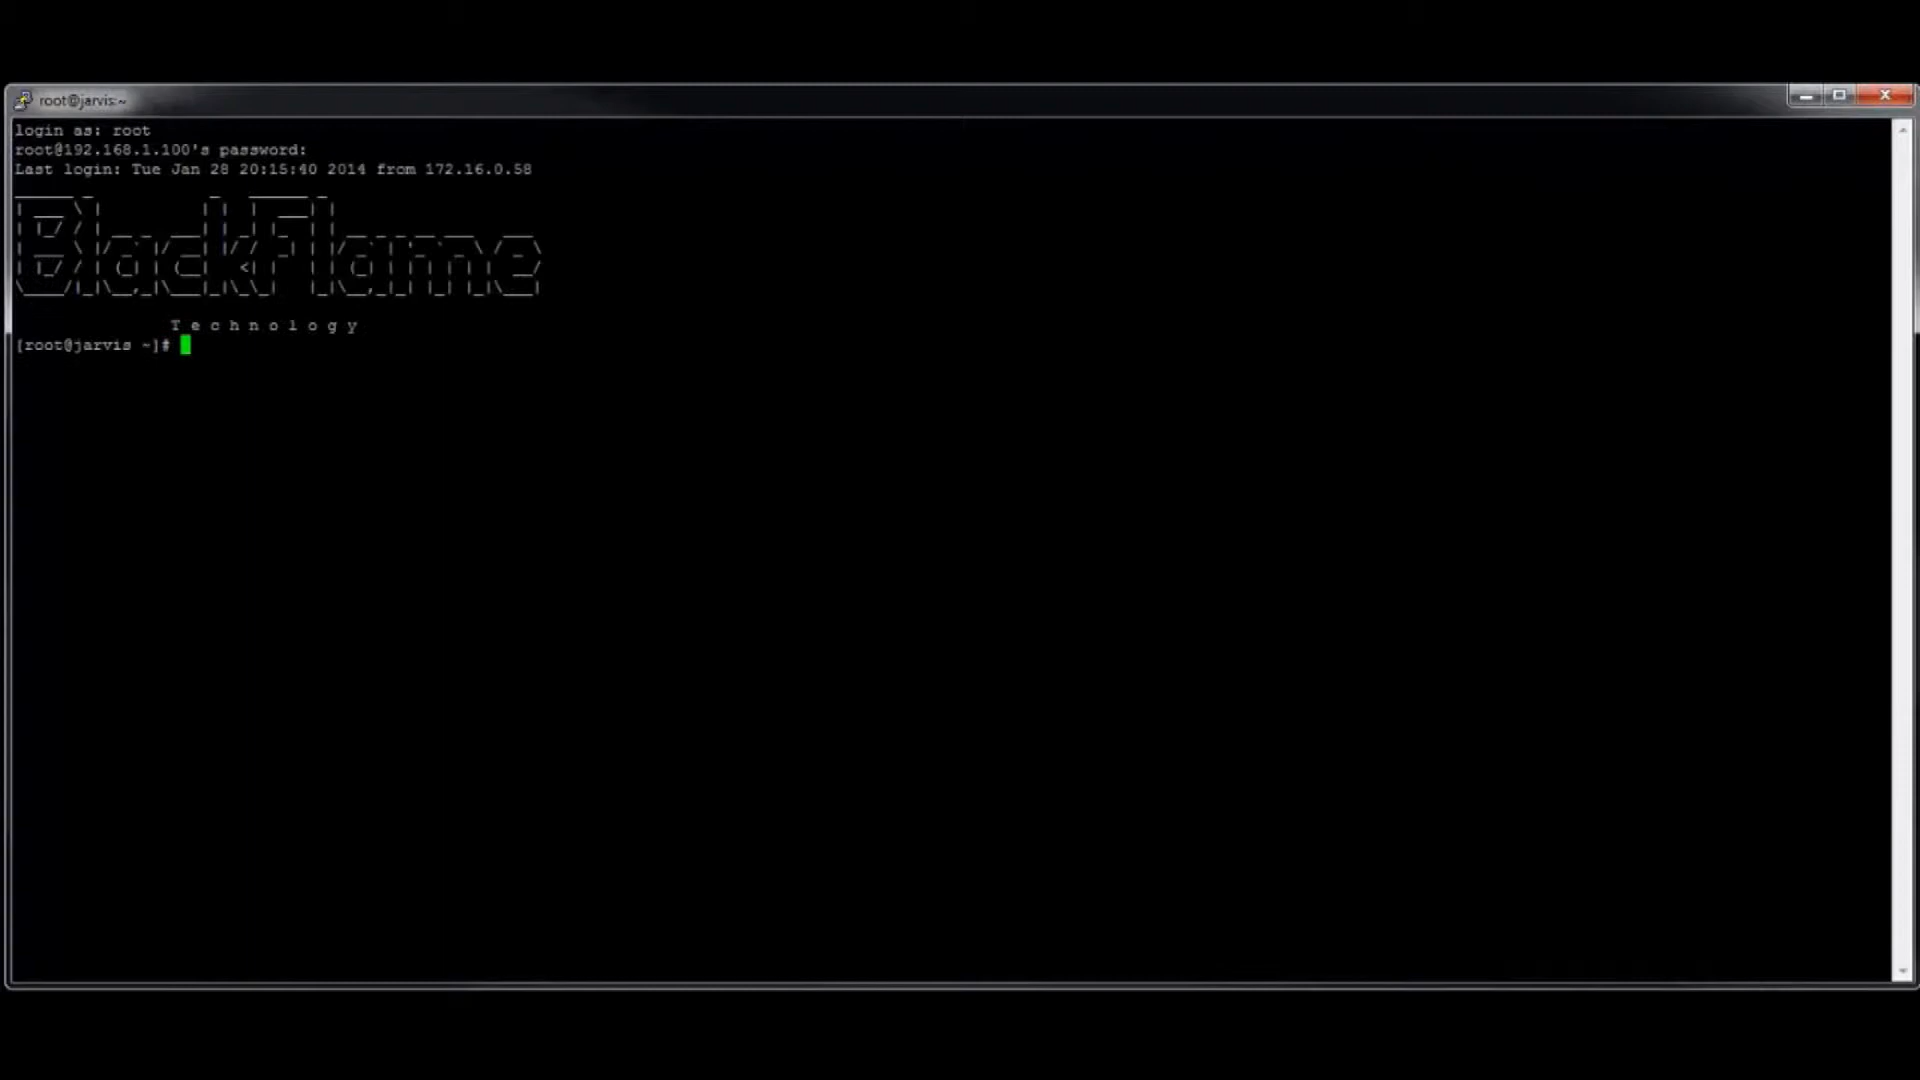 root@jarvis:~
login as: root
root@192.168.1.100's password:
Last login: Tue Jan 28 20:15:40 2014 from 172.16.0.58
BlackFlame
T e c h n o l o g y
[root@jarvis ~]#